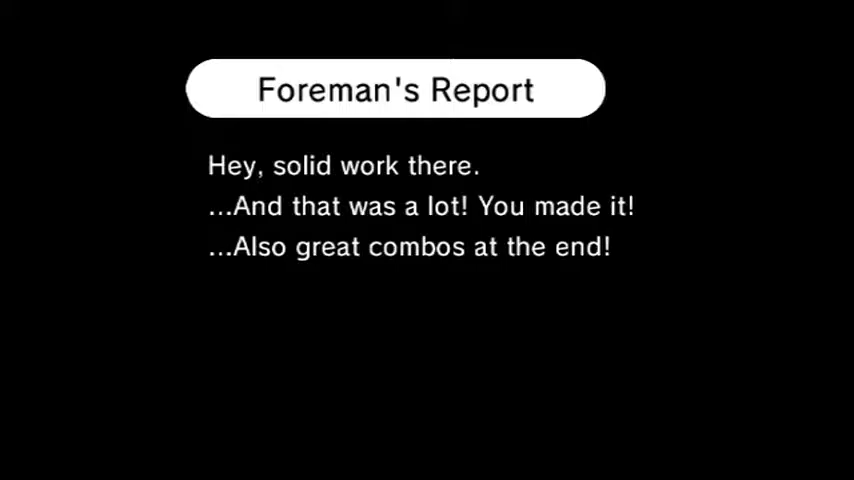 Foreman's Report
Hey, solid work there.
...And that was a lot! You made it!
...Also great combos at the end!